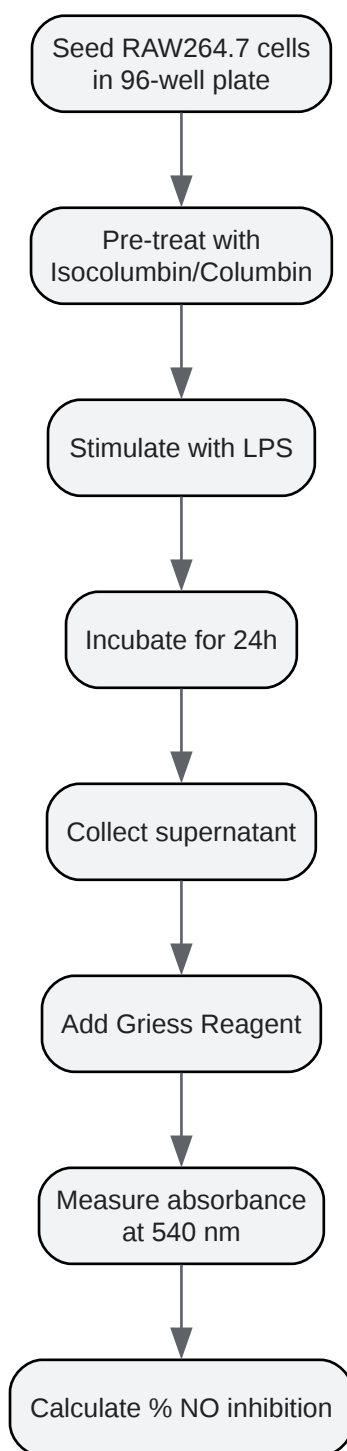 Seed RAW264.7 cells
in 96-well plate
Pre-treat with
Isocolumbin/Columbin
Stimulate with LPS
Incubate for 24h
Collect supernatant
Add Griess Reagent
Measure absorbance
at 540 nm
Calculate % NO inhibition